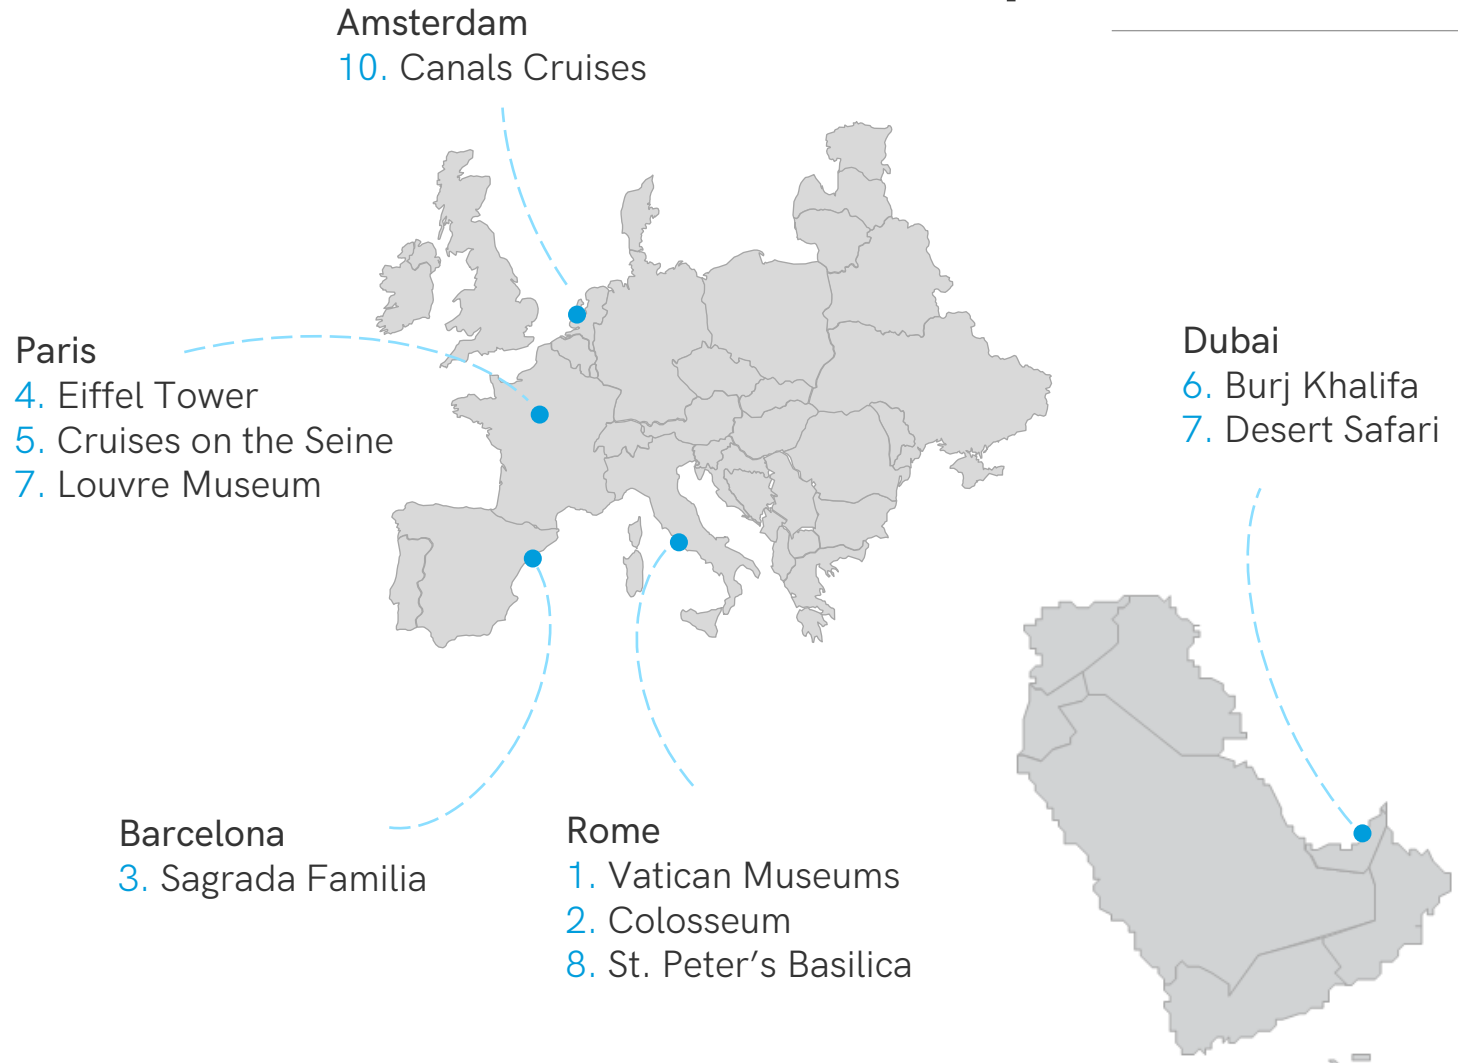 Amsterdam
10. Canals Cruises
Paris
4. Eiffel Tower
5. Cruises on the Seine
7. Louvre Museum
Dubai
6. Burj Khalifa
7. Desert Safari
Barcelona
3. Sagrada Familia
Rome
1. Vatican Museums
2. Colosseum
8. St. Peter’s Basilica